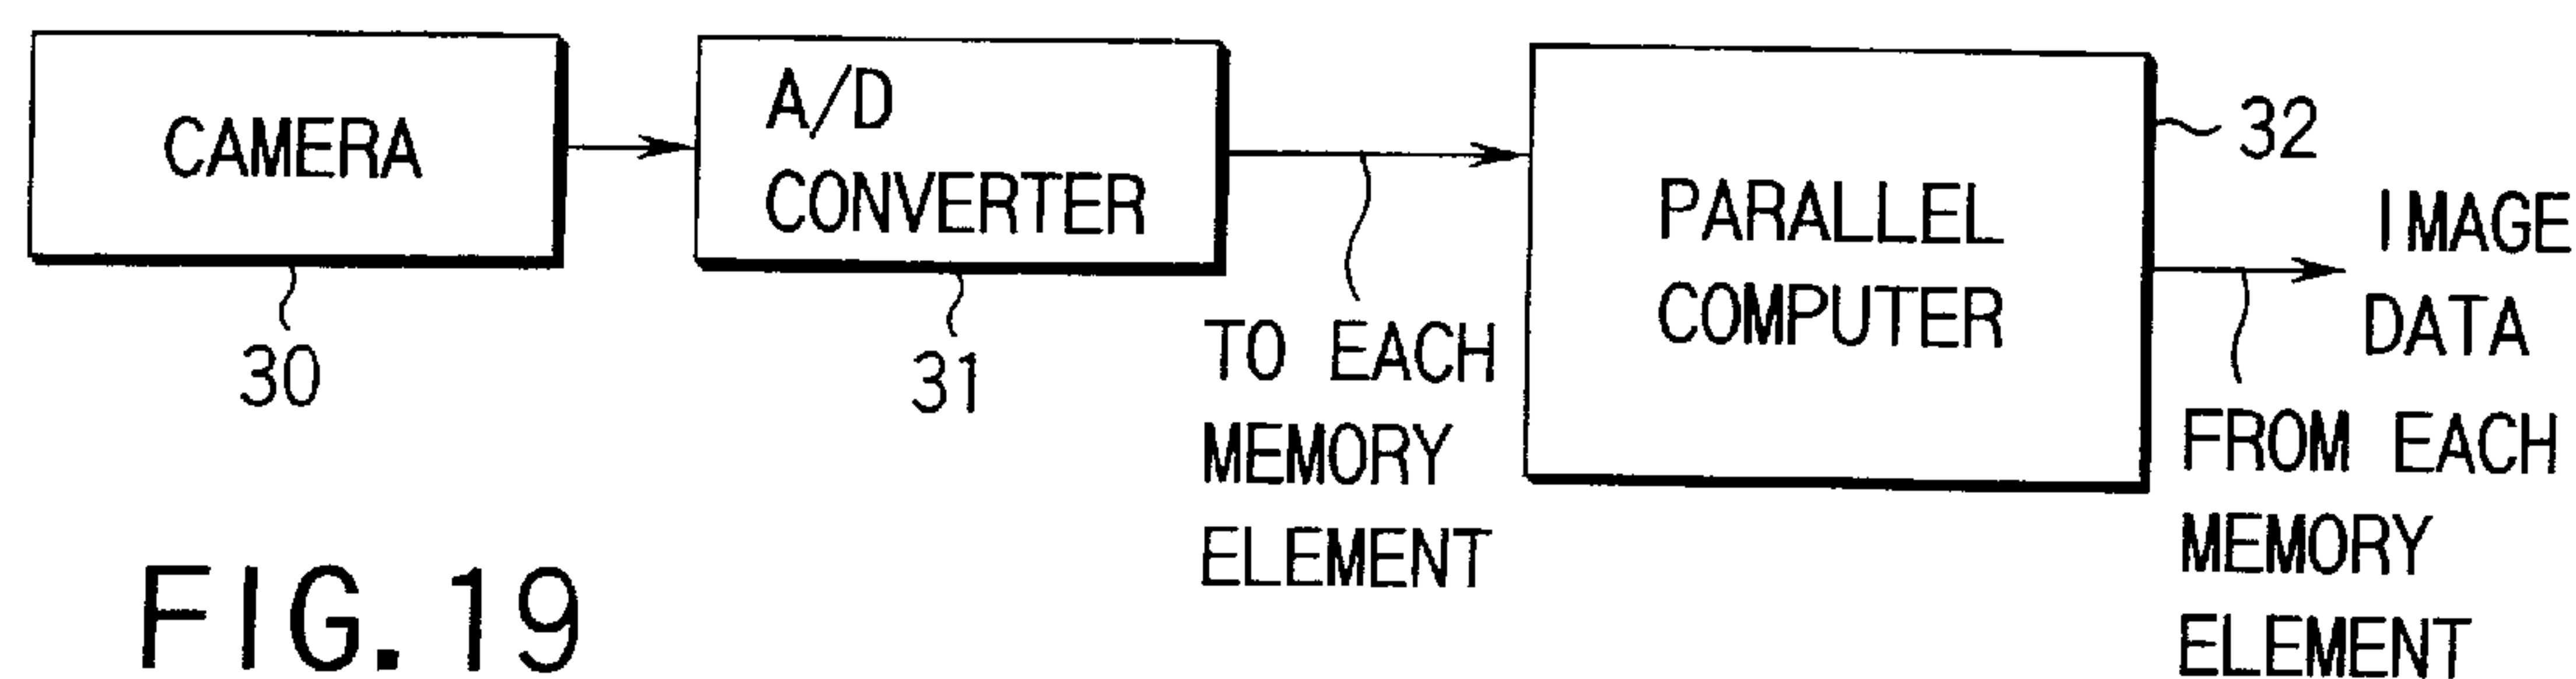 CAMERA
30
A/D
CONVERTER
31
TO EACH
MEMORY
ELEMENT
PARALLEL
COMPUTER
32
IMAGE
DATA
FROM EACH
MEMORY
ELEMENT
FIG.19